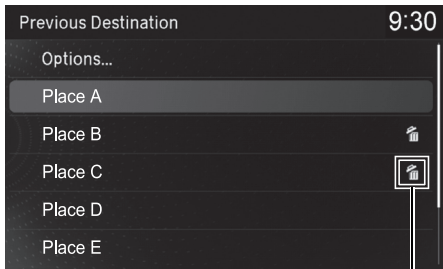 Previous Destination 9:30
Options...
Place A
Place B
Place C
Place D
Place E